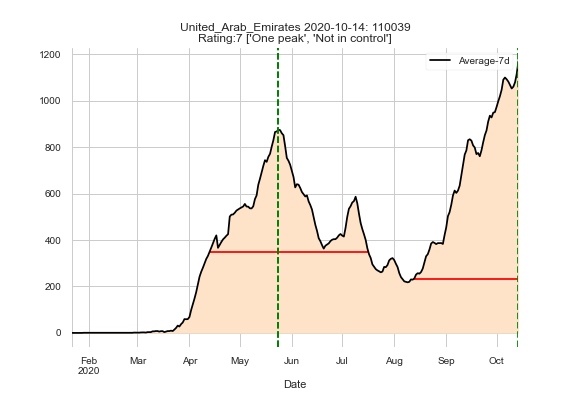 United_Arab_Emirates 2020-10-14: 110039
Rating:7 ['One peak', 'Not in control']
Average-7d
1200
1000
800
600
400
200
0
Feb Mar Apr May Jun Jul Aug Sep Oct
2020
Date